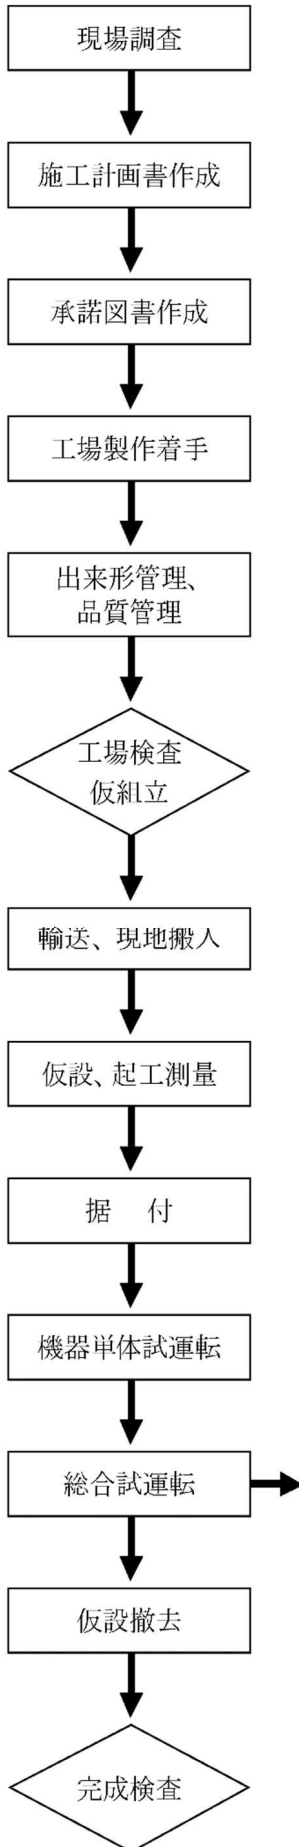 現場調査
施工計画書作成
承諾図書作成
工場製作着手
出来形管理、
品質管理
工場検査
仮組立
輸送、現地搬入
仮設、起工測量
据　付
機器単体試運転
総合試運転
仮設撤去
完成検査